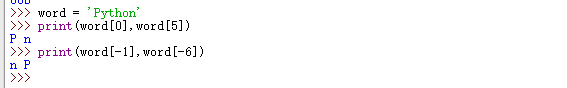 >>> word = 'Python'
>>> print(word[0],word[5])
P n
>>> print(word[-1],word[-6])
n P
>>>